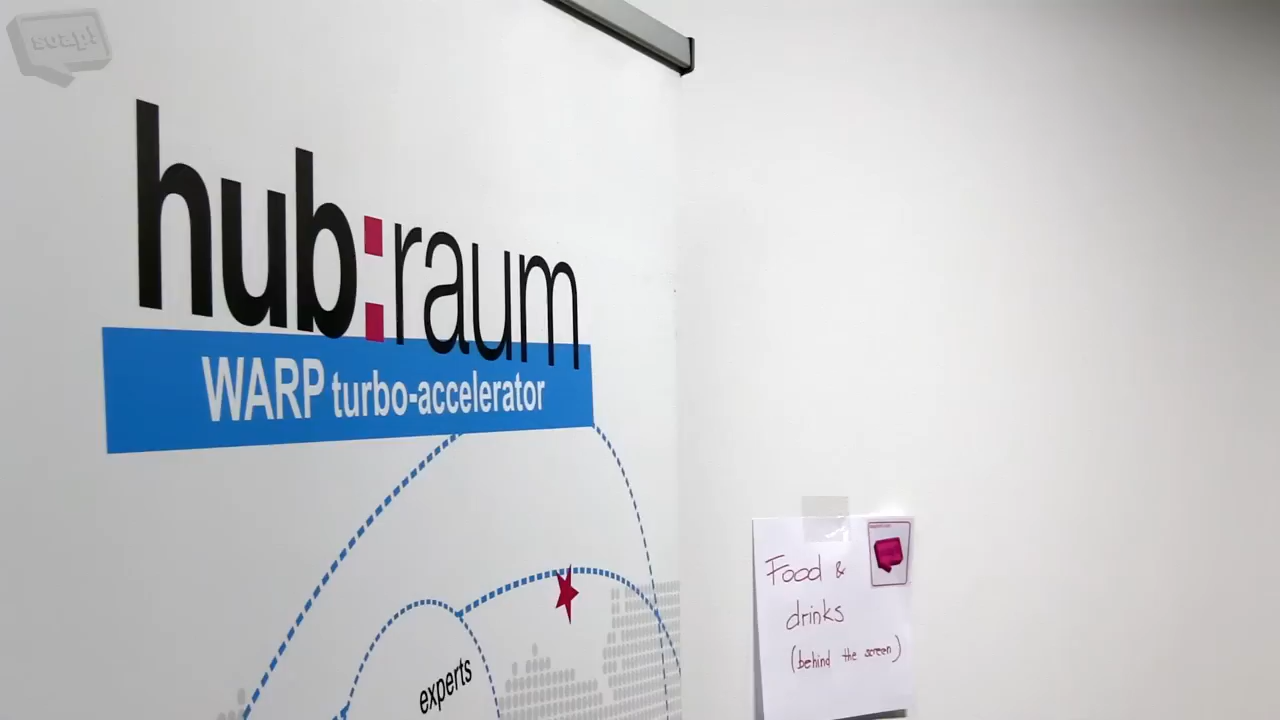 hub:raum
WARP turbo-accelerator
experts
Food &
drinks
(behind the screen)